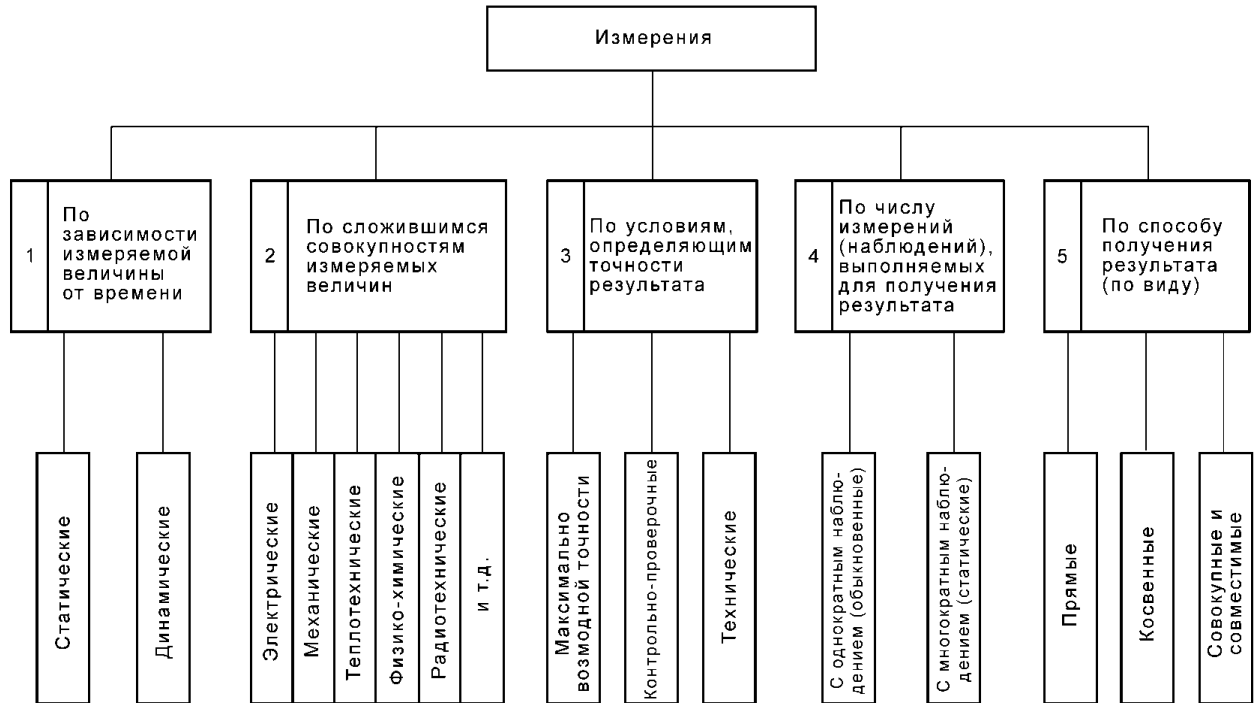 Измерения
1
По
зависимости
измеряемой
величины
от времени
2
По сложившимся
совокупностям
измеряемых
величин
3
По условиям,
определяющим
точности
результата
4
По числу
измерений
(наблюдений),
выполняемых
для получения
результата
5
По способу
получения
результата
(по виду)
Статические
Динамические
Электрические
Механические
Теплотехнические
Физико-химические
Радиотехнические
и т.д.
Максимально
возмодной точности
Контрольно-проверочные
Технические
С однократным наблю-
дением (обыкновенные)
С многократным наблю-
дением (статические)
Прямые
Косвенные
Совокупные и
совместимые